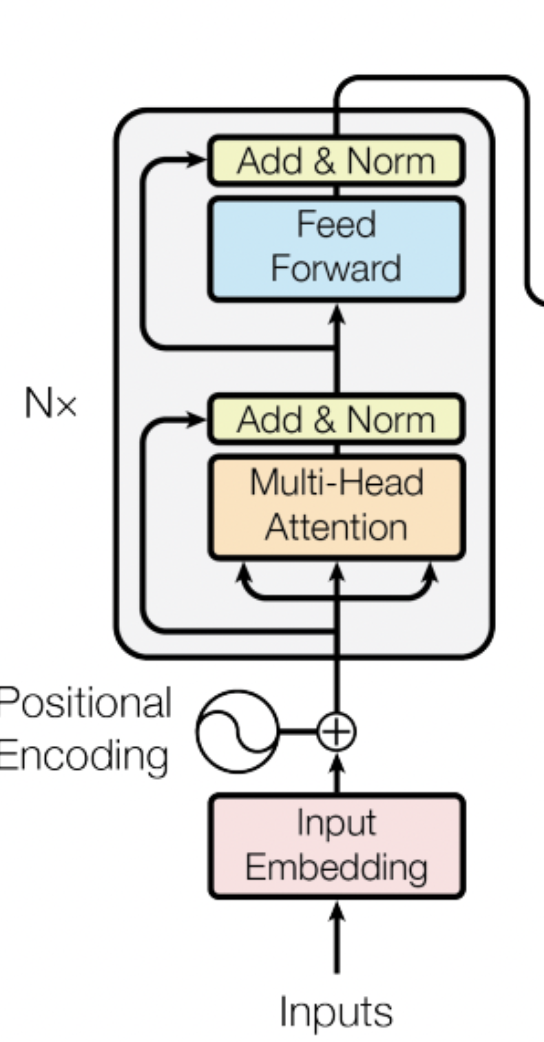 Add & Norm
Feed
Forward
N×
Add & Norm
Multi-Head
Attention
Positional
Encoding
Input
Embedding
Inputs